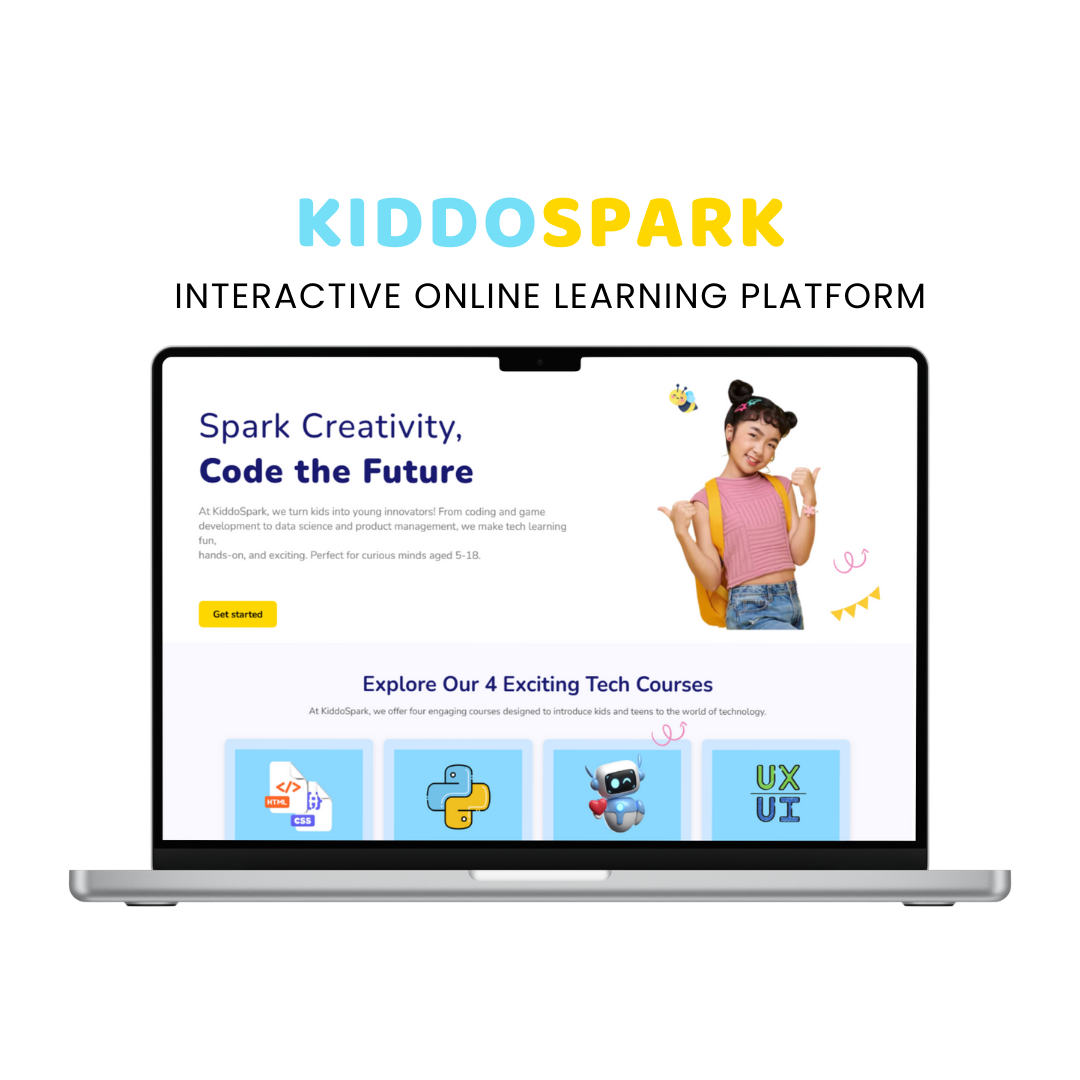 KIDDOSPARK
INTERACTIVE ONLINE LEARNING PLATFORM
Spark Creativity,
Code the Future
At KiddoSpark, we turn kids into young innovators! From coding and game
development to data science and product management, we make tech learning
fun,
hands-on, and exciting. Perfect for curious minds aged 5-18.
Get started
Explore Our 4 Exciting Tech Courses
At KiddoSpark, we offer four engaging courses designed to introduce kids and teens to the world of technology.
</>
HTML
{;}
CSS
UX
UI